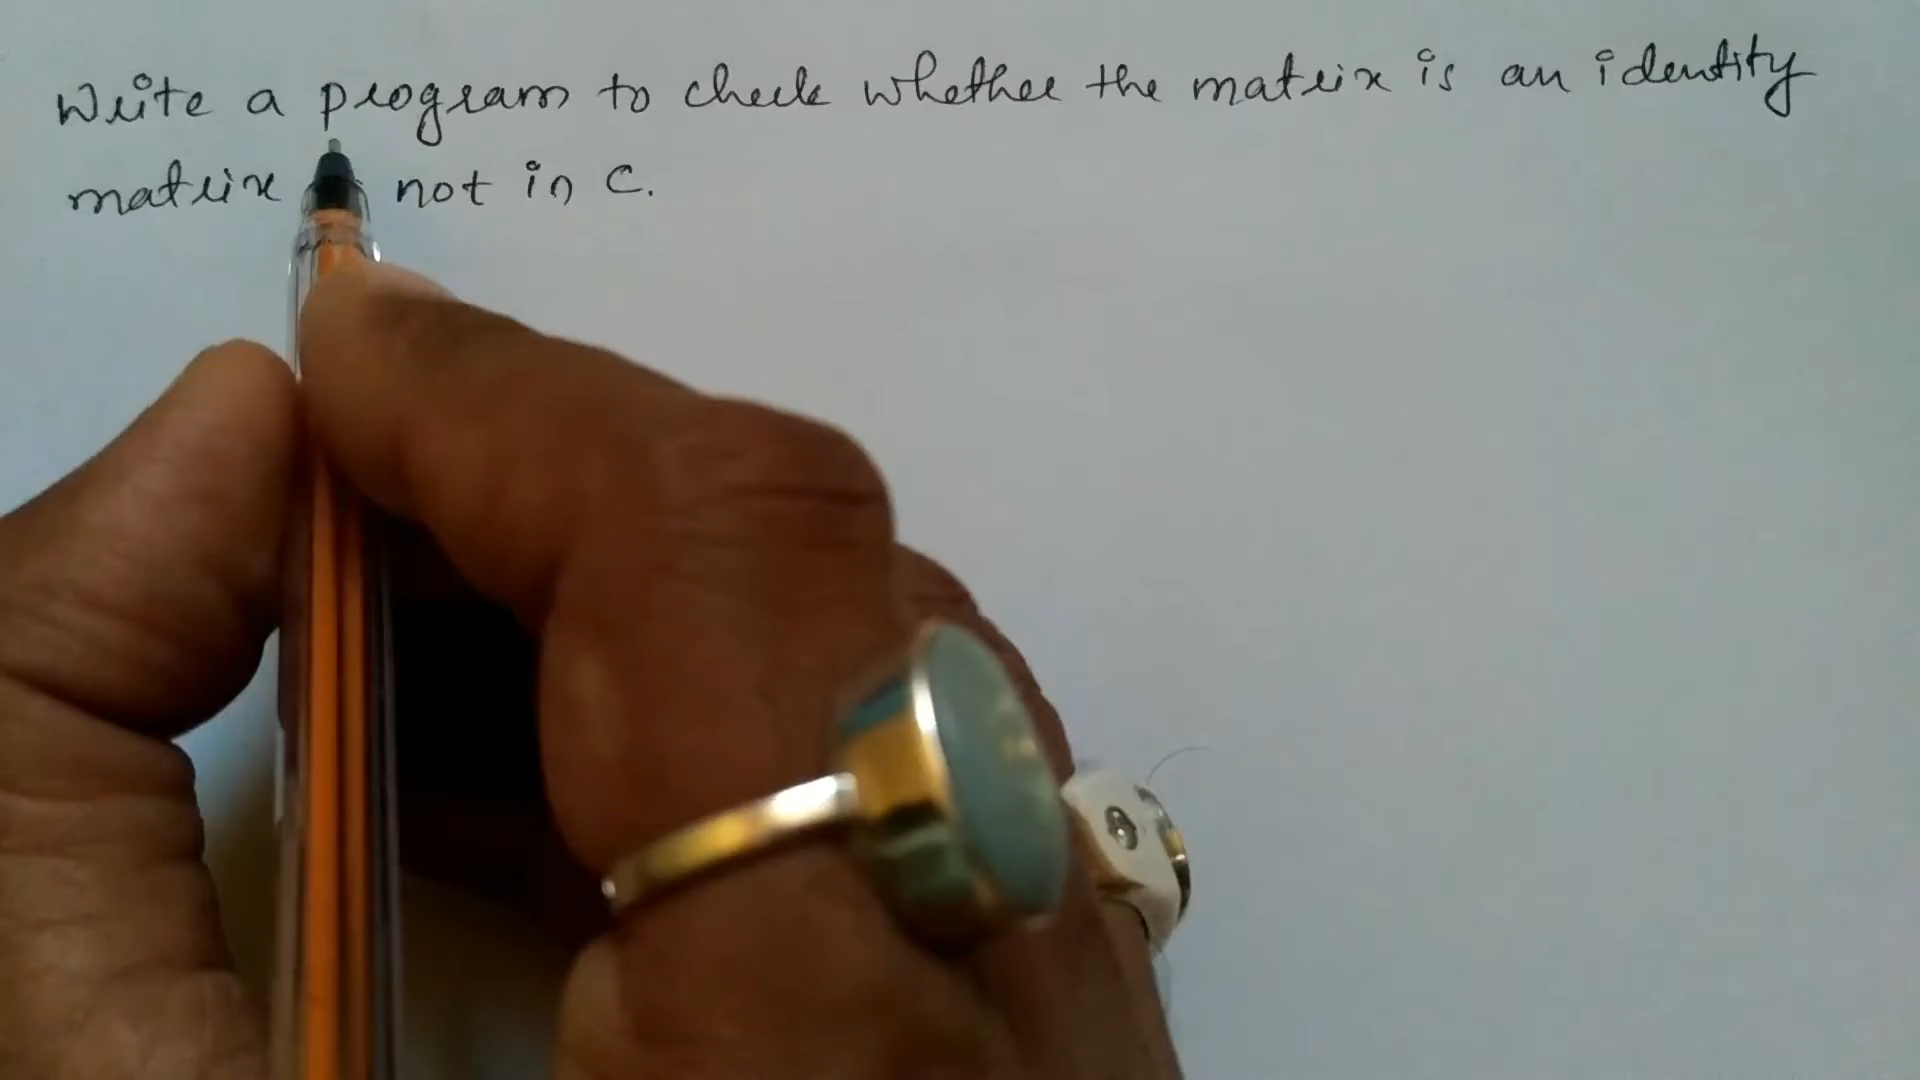 Write a program to check whether the matrix is an identity
matrix not in C.